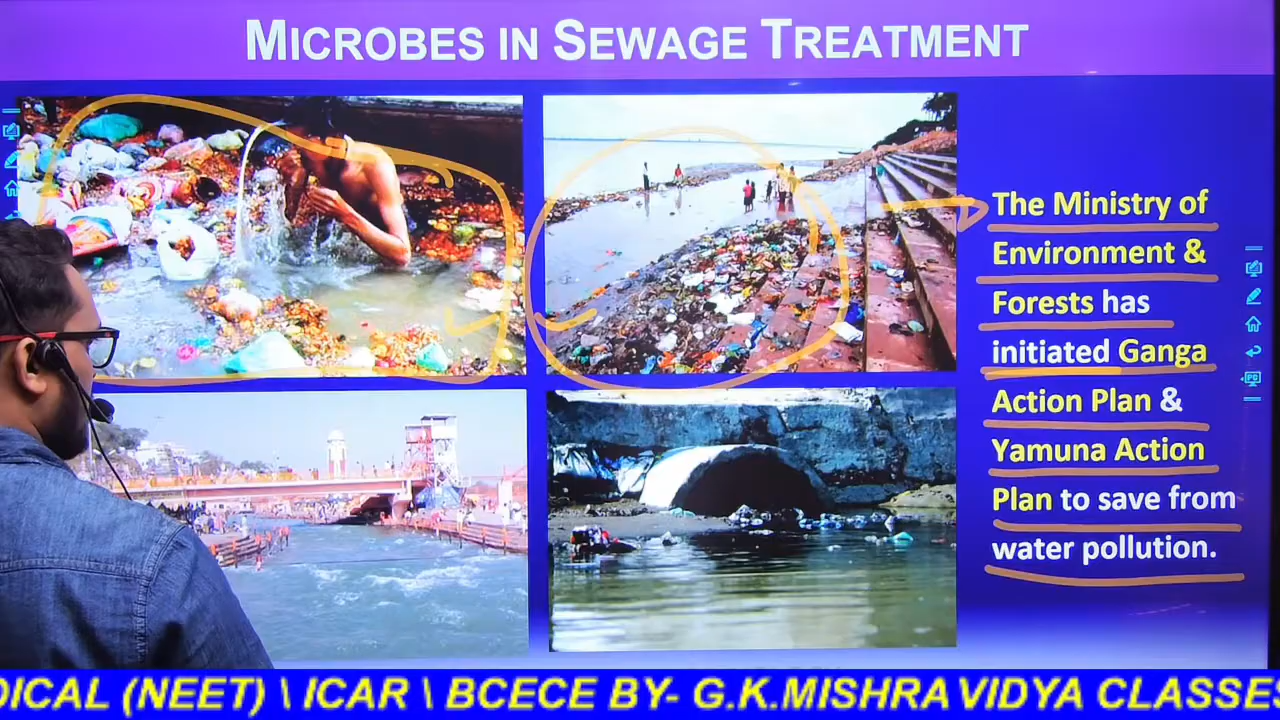 MICROBES IN SEWAGE TREATMENT
The Ministry of
Environment &
Forests has
initiated Ganga
Action Plan &
Yamuna Action
Plan to save from
water pollution.
DICAL (NEET) \ ICAR \ BCECE BY- G.K.MISHRA VIDYA CLASSES